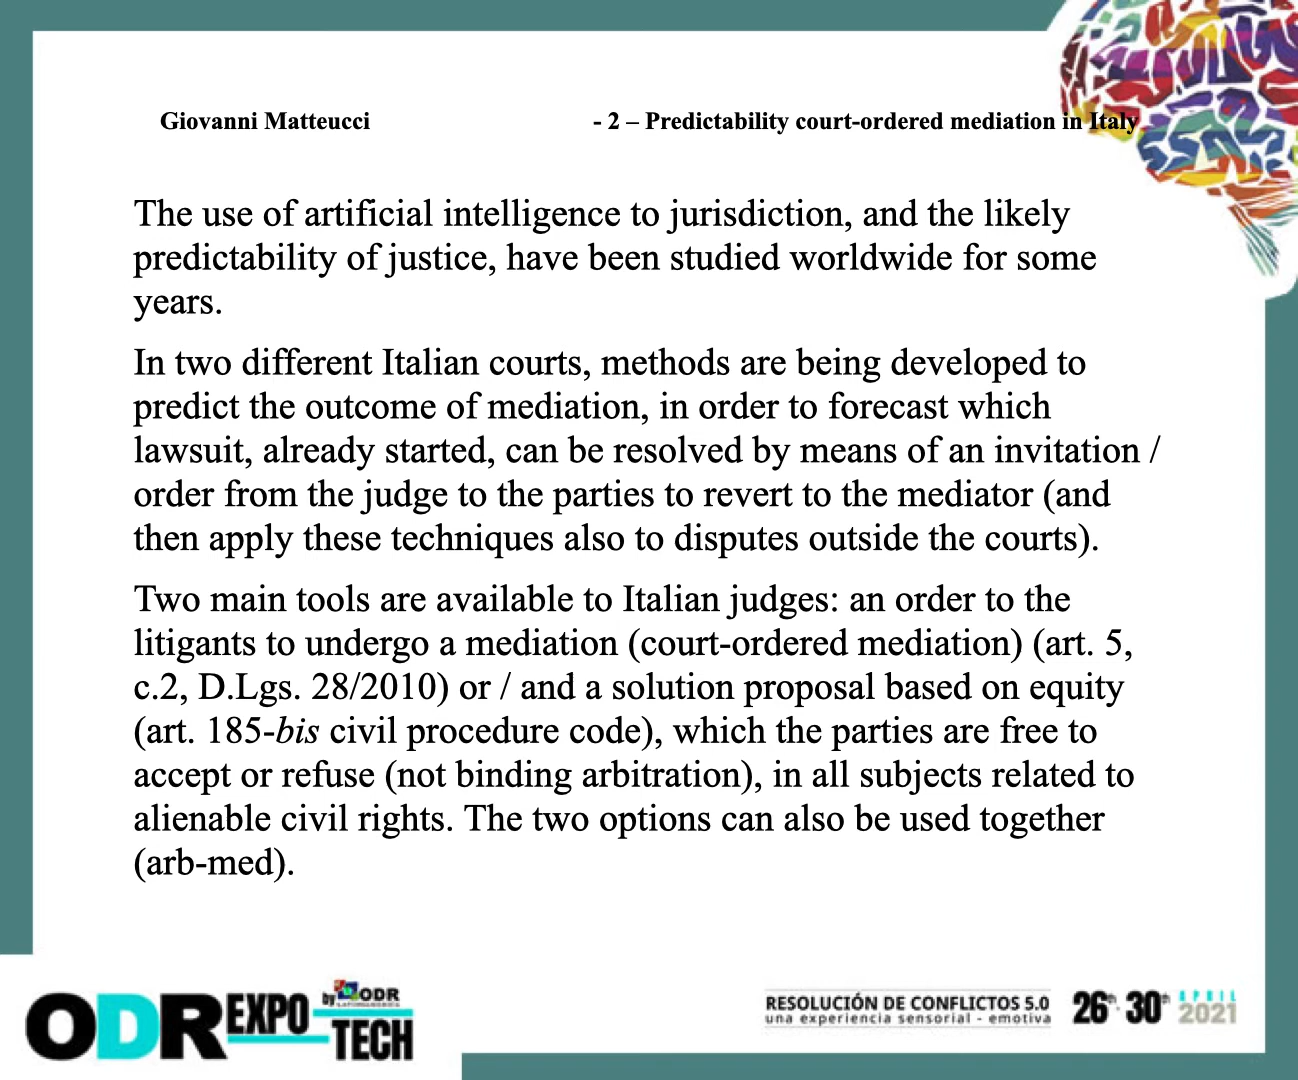 Giovanni Matteucci - 2 – Predictability court-ordered mediation in Italy
The use of artificial intelligence to jurisdiction, and the likely
predictability of justice, have been studied worldwide for some
years.
In two different Italian courts, methods are being developed to
predict the outcome of mediation, in order to forecast which
lawsuit, already started, can be resolved by means of an invitation /
order from the judge to the parties to revert to the mediator (and
then apply these techniques also to disputes outside the courts).
Two main tools are available to Italian judges: an order to the
litigants to undergo a mediation (court-ordered mediation) (art. 5,
c.2, D.Lgs. 28/2010) or / and a solution proposal based on equity
(art. 185-bis civil procedure code), which the parties are free to
accept or refuse (not binding arbitration), in all subjects related to
alienable civil rights. The two options can also be used together
(arb-med).
ODR EXPO TECH by ODR
RESOLUCIÓN DE CONFLICTOS 5.0
una experiencia sensorial - emotiva
26th 30th APRIL 2021